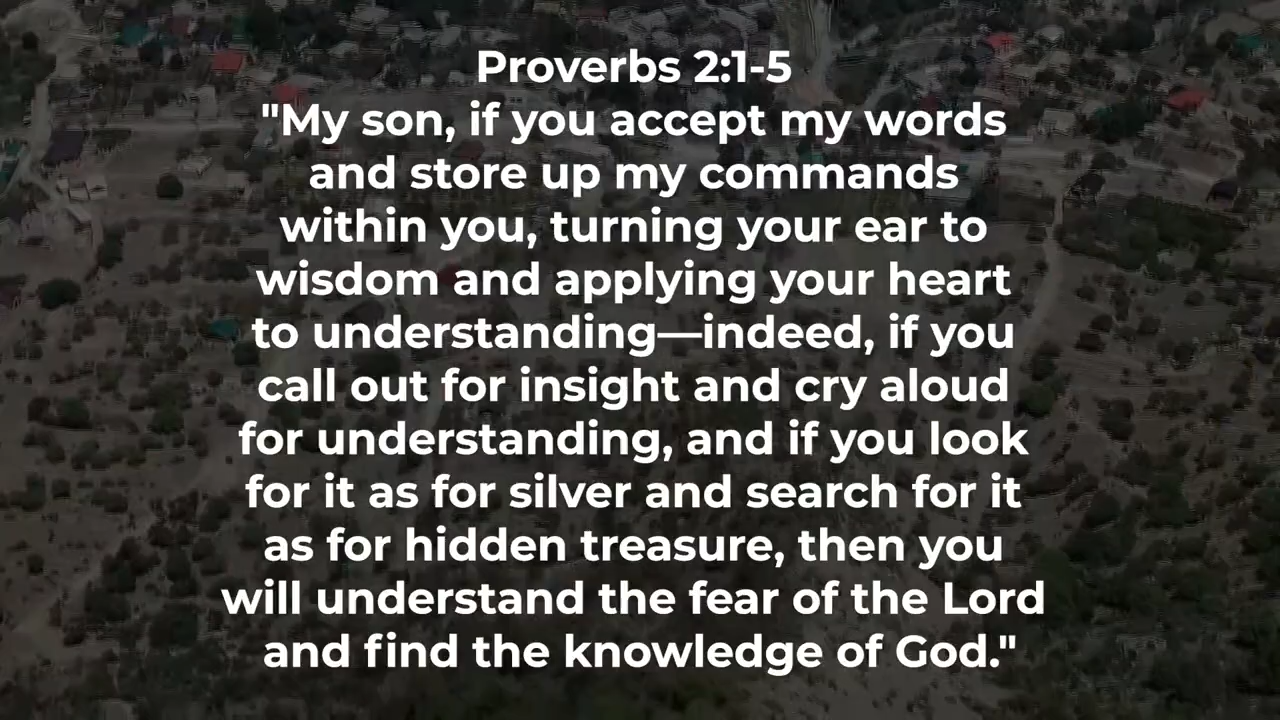 Proverbs 2:1-5
"My son, if you accept my words
and store up my commands
within you, turning your ear to
wisdom and applying your heart
to understanding—indeed, if you
call out for insight and cry aloud
for understanding, and if you look
for it as for silver and search for it
as for hidden treasure, then you
will understand the fear of the Lord
and find the knowledge of God."